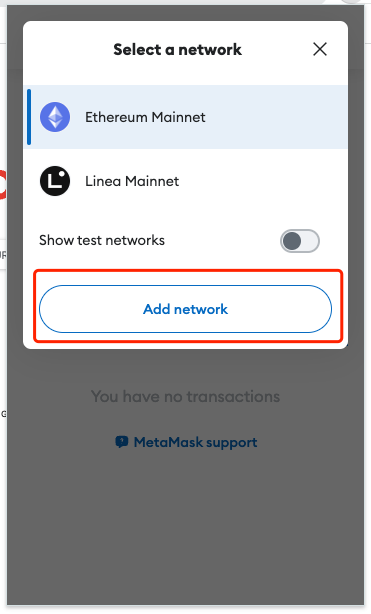 Select a network
Ethereum Mainnet
Linea Mainnet
Show test networks
Add network
You have no transactions
MetaMask support